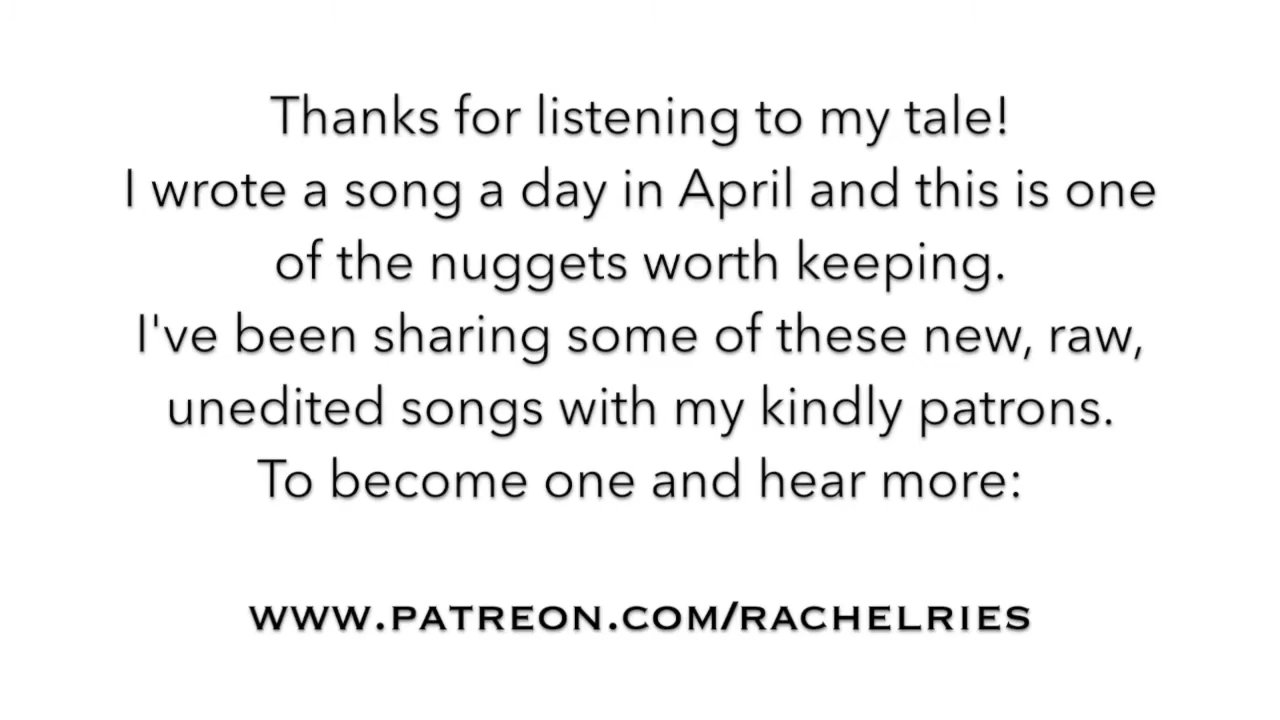 Thanks for listening to my tale!
I wrote a song a day in April and this is one
of the nuggets worth keeping.
I've been sharing some of these new, raw,
unedited songs with my kindly patrons.
To become one and hear more:
WWW.PATREON.COM/RACHELRIES